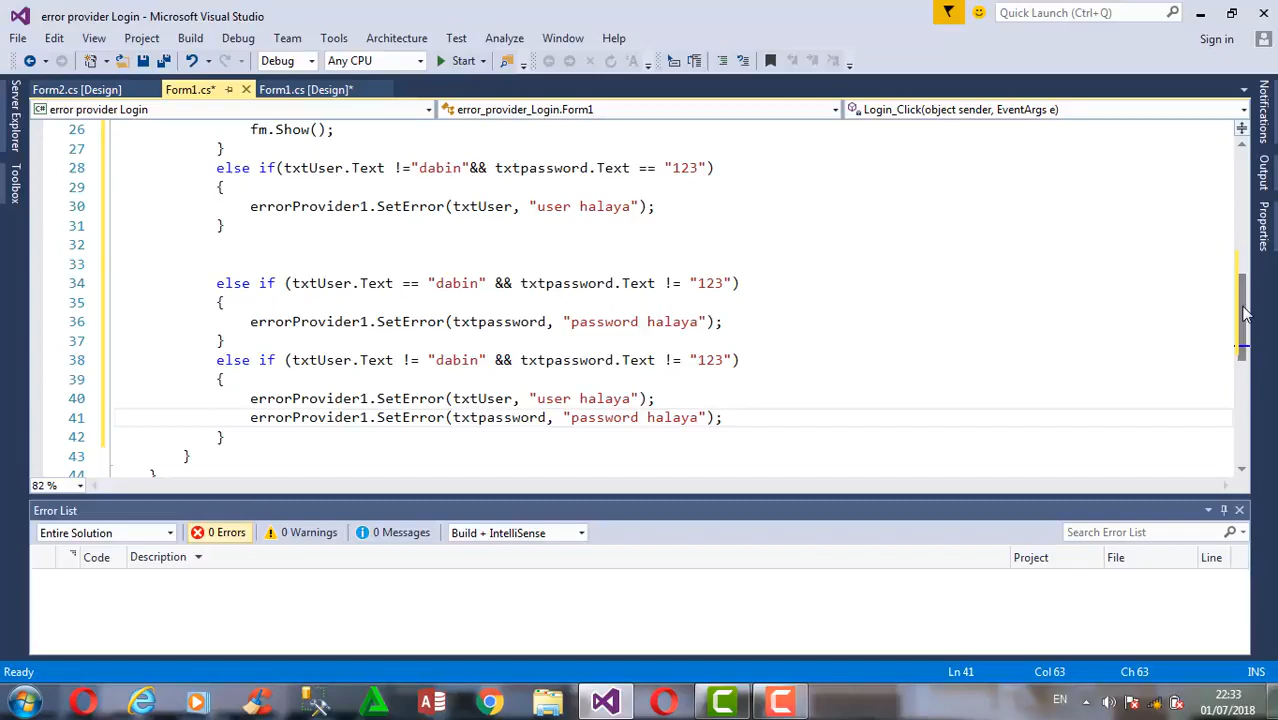 error provider Login - Microsoft Visual Studio
Quick Launch (Ctrl+Q)
File Edit View Project Build Debug Team Tools Architecture Test Analyze Window Help
Sign in
Debug Any CPU Start
Form2.cs [Design] Form1.cs* Form1.cs [Design]*
error provider Login error_provider_Login.Form1 Login_Click(object sender, EventArgs e)
Server Explorer
Toolbox
Notifications
Output
Properties
26 fm.Show();
27 }
28 else if(txtUser.Text !="dabin"&& txtpassword.Text == "123")
29 {
30 errorProvider1.SetError(txtUser, "user halaya");
31 }
32
33
34 else if (txtUser.Text == "dabin" && txtpassword.Text != "123")
35 {
36 errorProvider1.SetError(txtpassword, "password halaya");
37 }
38 else if (txtUser.Text != "dabin" && txtpassword.Text != "123")
39 {
40 errorProvider1.SetError(txtUser, "user halaya");
41 errorProvider1.SetError(txtpassword, "password halaya");
42 }
43 }
44 }
82 %
Error List
Entire Solution 0 Errors 0 Warnings 0 Messages Build + IntelliSense Search Error List
Code Description Project File Line
Ready Ln 41 Col 63 Ch 63 INS
EN 22:33
01/07/2018